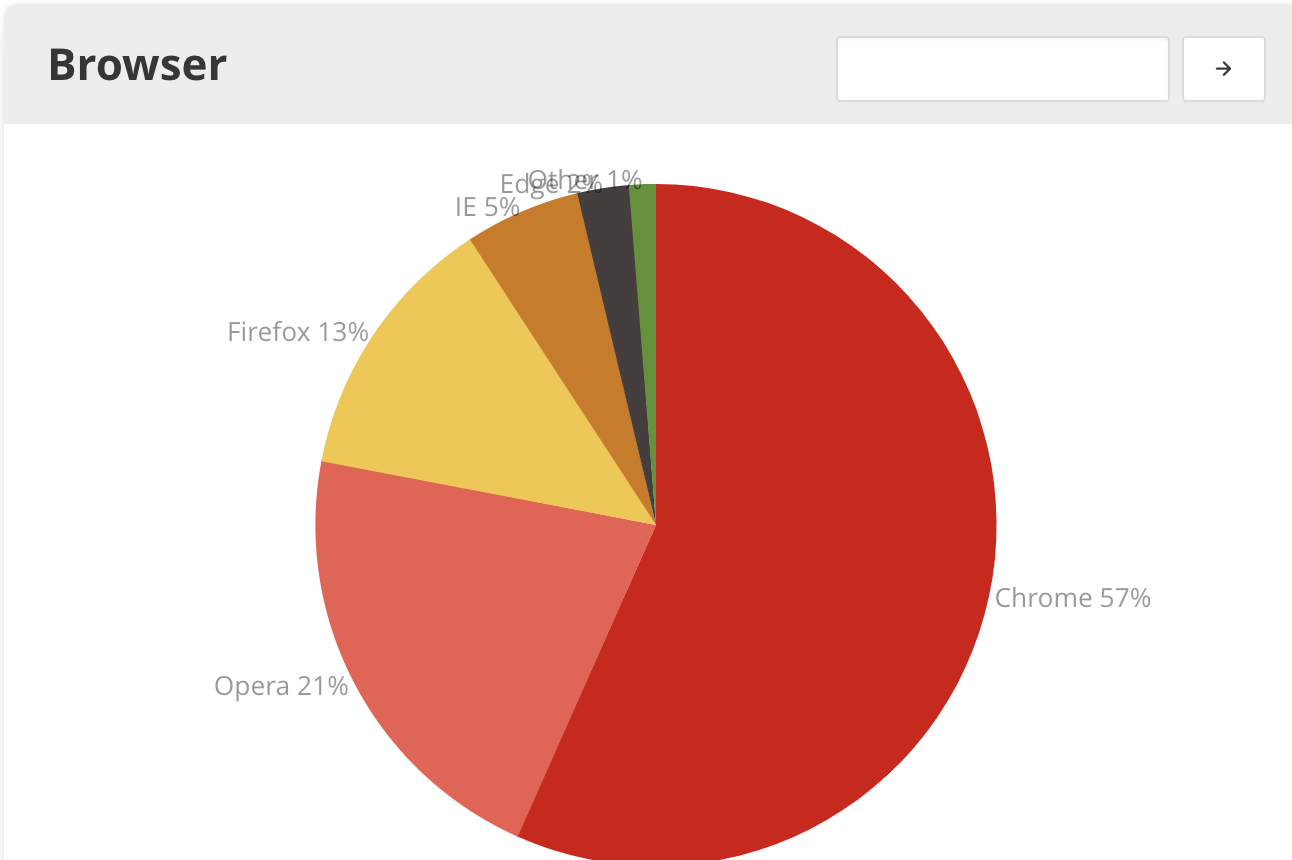 Browser
→
Other 1%
Edge 2%
IE 5%
Firefox 13%
Chrome 57%
Opera 21%